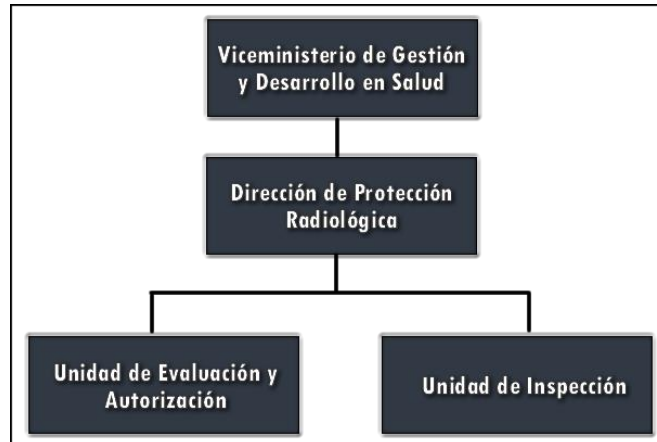 Viceministerio de Gestión
y Desarrollo en Salud
Dirección de Protección
Radiológica
Unidad de Evaluación y
Autorización
Unidad de Inspección